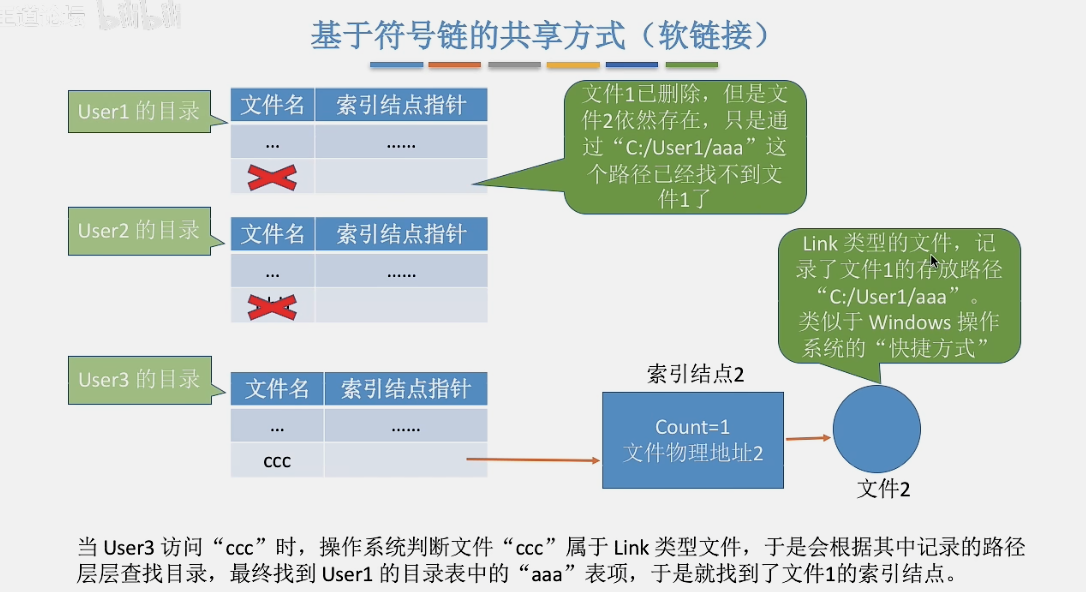 bilibili
基于符号链的共享方式（软链接）
User1 的目录
文件名 索引结点指针
... ......
文件1已删除，但是文
件2依然存在，只是通
过“C:/User1/aaa”这
个路径已经找不到文
件1了
User2 的目录
文件名 索引结点指针
... ......
Link 类型的文件，记
录了文件1的存放路径
“C:/User1/aaa”。
类似于 Windows 操作
系统的“快捷方式”
User3 的目录
文件名 索引结点指针
... ......
ccc
索引结点2
Count=1
文件物理地址2
文件2
当 User3 访问“ccc”时，操作系统判断文件“ccc”属于 Link 类型文件，于是会根据其中记录的路径
层层查找目录，最终找到 User1 的目录表中的“aaa”表项，于是就找到了文件1的索引结点。